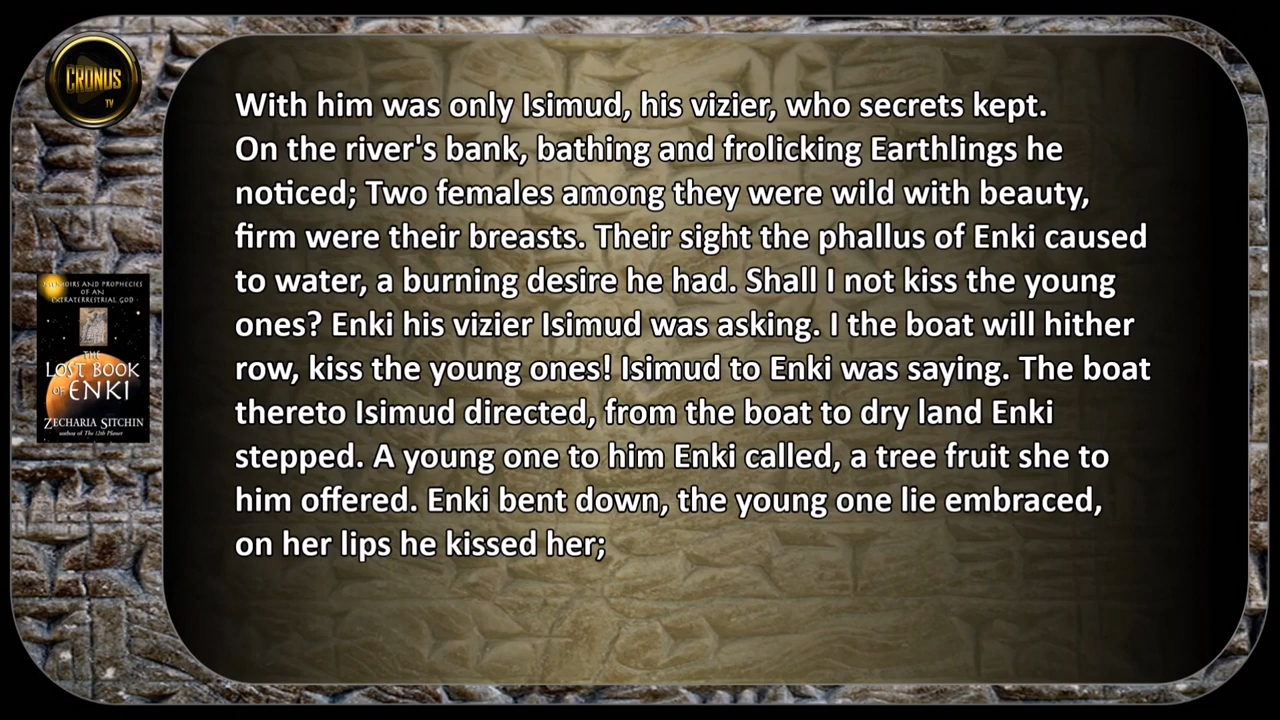 CRONUS
TV
With him was only Isimud, his vizier, who secrets kept.
On the river's bank, bathing and frolicking Earthlings he
noticed; Two females among they were wild with beauty,
firm were their breasts. Their sight the phallus of Enki caused
to water, a burning desire he had. Shall I not kiss the young
ones? Enki his vizier Isimud was asking. I the boat will hither
row, kiss the young ones! Isimud to Enki was saying. The boat
thereto Isimud directed, from the boat to dry land Enki
stepped. A young one to him Enki called, a tree fruit she to
him offered. Enki bent down, the young one lie embraced,
on her lips he kissed her;
MEMOIRS AND PROPHECIES
OF AN
EXTRATERRESTRIAL GOD
THE
LOST BOOK
OF ENKI
ZECHARIA SITCHIN
author of The 12th Planet